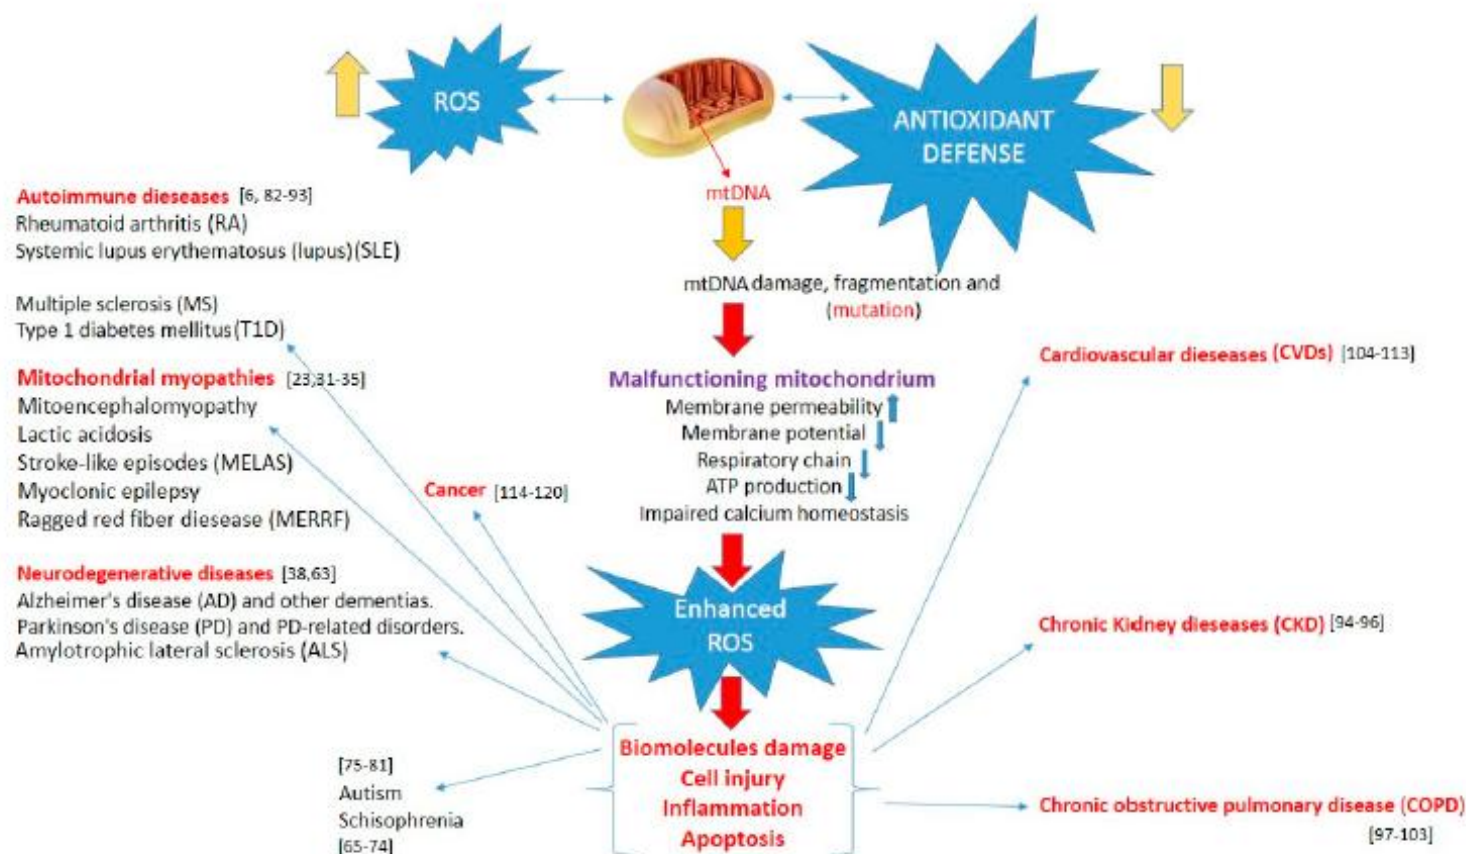 ROS
ANTIOXIDANT
DEFENSE
mtDNA
mtDNA damage, fragmentation and
(mutation)
Malfunctioning mitochondrium
Membrane permeability
Membrane potential
Respiratory chain
ATP production
Impaired calcium homeostasis
Enhanced
ROS
Biomolecules damage
Cell injury
Inflammation
Apoptosis
Autoimmune dieseases [6, 82-93]
Rheumatoid arthritis (RA)
Systemic lupus erythematosus (lupus)(SLE)
Multiple sclerosis (MS)
Type 1 diabetes mellitus(T1D)
Mitochondrial myopathies [23,31-35]
Mitoencephalomyopathy
Lactic acidosis
Stroke-like episodes (MELAS)
Myoclonic epilepsy
Ragged red fiber diesease (MERRF)
Cancer [114-120]
Neurodegenerative diseases [38,63]
Alzheimer's disease (AD) and other dementias.
Parkinson's disease (PD) and PD-related disorders.
Amylotrophic lateral sclerosis (ALS)
[75-81]
Autism
Schisophrenia
[65-74]
Cardiovascular dieseases (CVDs) [104-113]
Chronic Kidney dieseases (CKD) [94-96]
Chronic obstructive pulmonary disease (COPD)
[97-103]